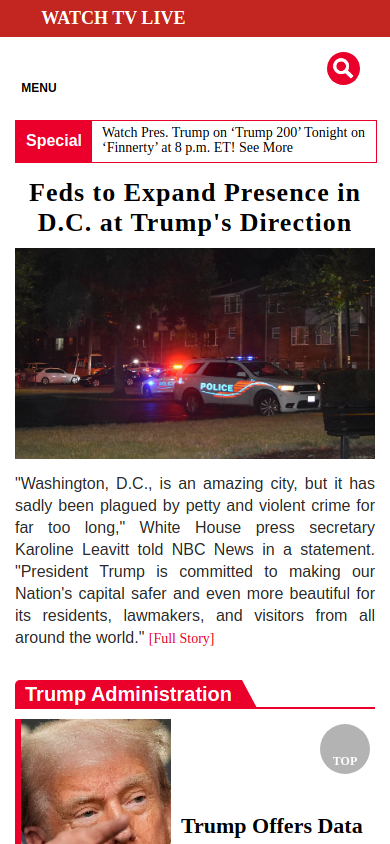 WATCH TV LIVE
MENU
Special
Watch Pres. Trump on ‘Trump 200’ Tonight on
‘Finnerty’ at 8 p.m. ET! See More
Feds to Expand Presence in
D.C. at Trump's Direction
POLICE
"Washington, D.C., is an amazing city, but it has
sadly been plagued by petty and violent crime for
far too long," White House press secretary
Karoline Leavitt told NBC News in a statement.
"President Trump is committed to making our
Nation's capital safer and even more beautiful for
its residents, lawmakers, and visitors from all
around the world." [Full Story]
Trump Administration
TOP
Trump Offers Data